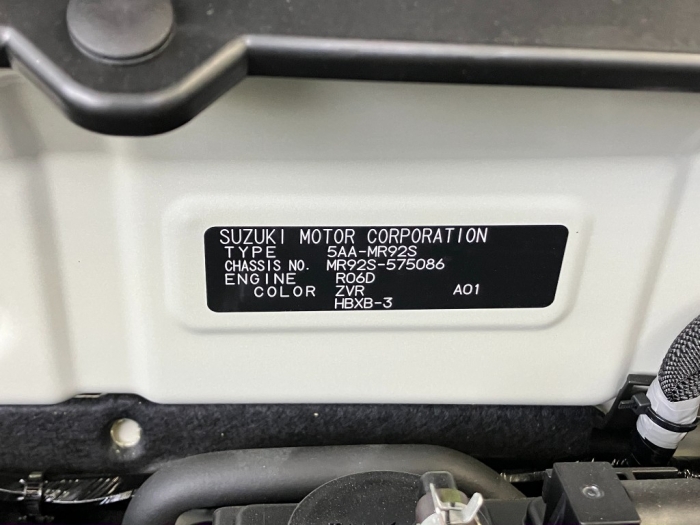 SUZUKI MOTOR CORPORATION
TYPE 5AA-MR92S
CHASSIS NO. MR92S-575086
ENGINE R06D
COLOR ZVR A01
HBXB-3